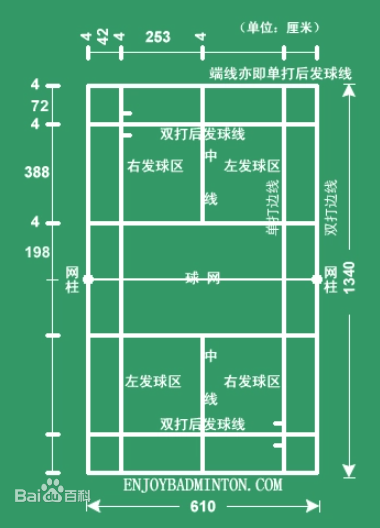 (单位：厘米)
4 42 4 253 4
端线亦即单打后发球线
4
72
4
双打后发球线
388
右发球区 中线 左发球区
单打边线
双打边线
4
198
网柱 球网 网柱
1340
左发球区 中线 右发球区
双打后发球线
Bai百科
ENJOYBADMINTON.COM
610